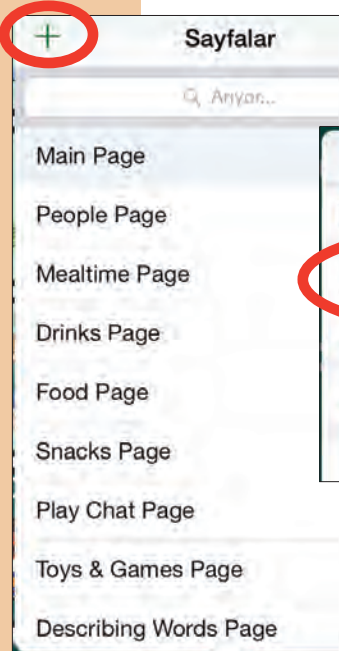 + Sayfalar
Arıyor...
Main Page
People Page
Mealtime Page
Drinks Page
Food Page
Snacks Page
Play Chat Page
Toys & Games Page
Describing Words Page